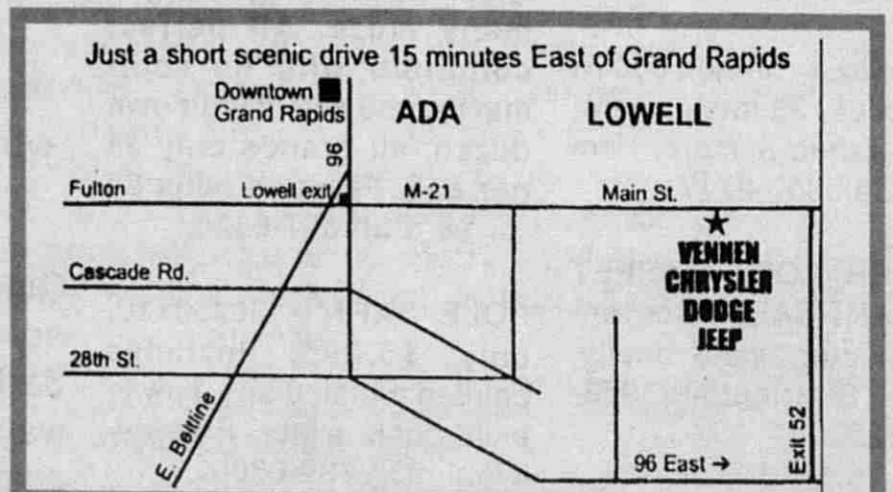 Just a short scenic drive 15 minutes East of Grand Rapids
Downtown
Grand Rapids
ADA
LOWELL
96
Fulton
Lowell exit
M-21
Main St.
VENNEN
CHRYSLER
DODGE
JEEP
Cascade Rd.
28th St.
E. Beltline
96 East →
Exit 52